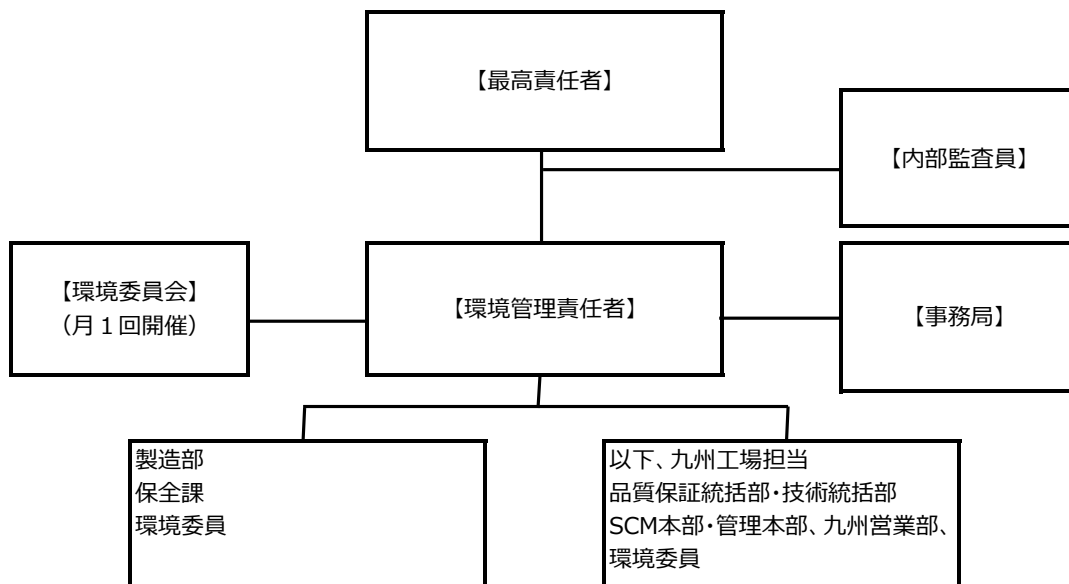 【最高責任者】
【内部監査員】
【環境委員会】
（月１回開催）
【環境管理責任者】
【事務局】
製造部
保全課
環境委員
以下、九州工場担当
品質保証統括部・技術統括部
SCM本部・管理本部、九州営業部、
環境委員